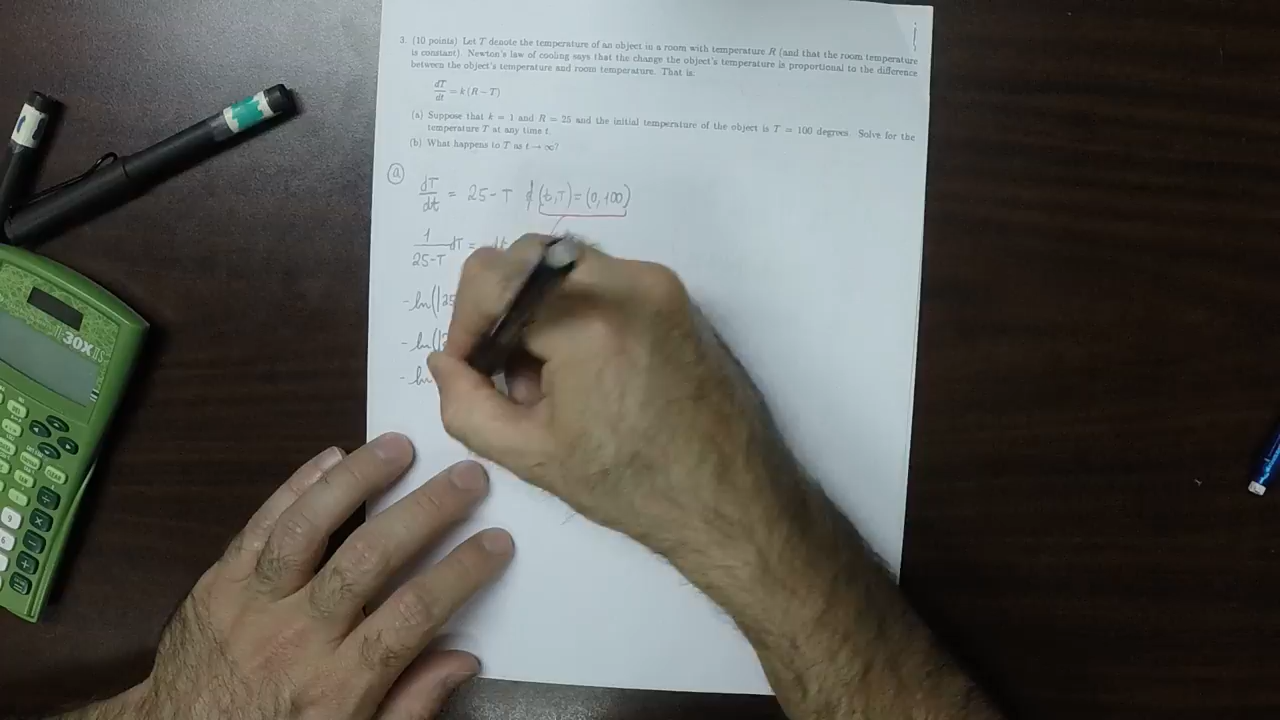 3. (10 points) Let T denote the temperature of an object in a room with temperature R (and that the room temperature
is constant). Newton's law of cooling says that the change the object's temperature is proportional to the difference
between the object's temperature and room temperature. That is:
dT/dt = k(R − T)
(a) Suppose that k = 1 and R = 25 and the initial temperature of the object is T = 100 degrees. Solve for the
temperature T at any time t.
(b) What happens to T as t → ∞?
(a)
dT/dt = 25-T & (t,T)=(0,100)
1/(25-T) dT = dt
-ln(|25
-ln(|2
-ln
30X IIS